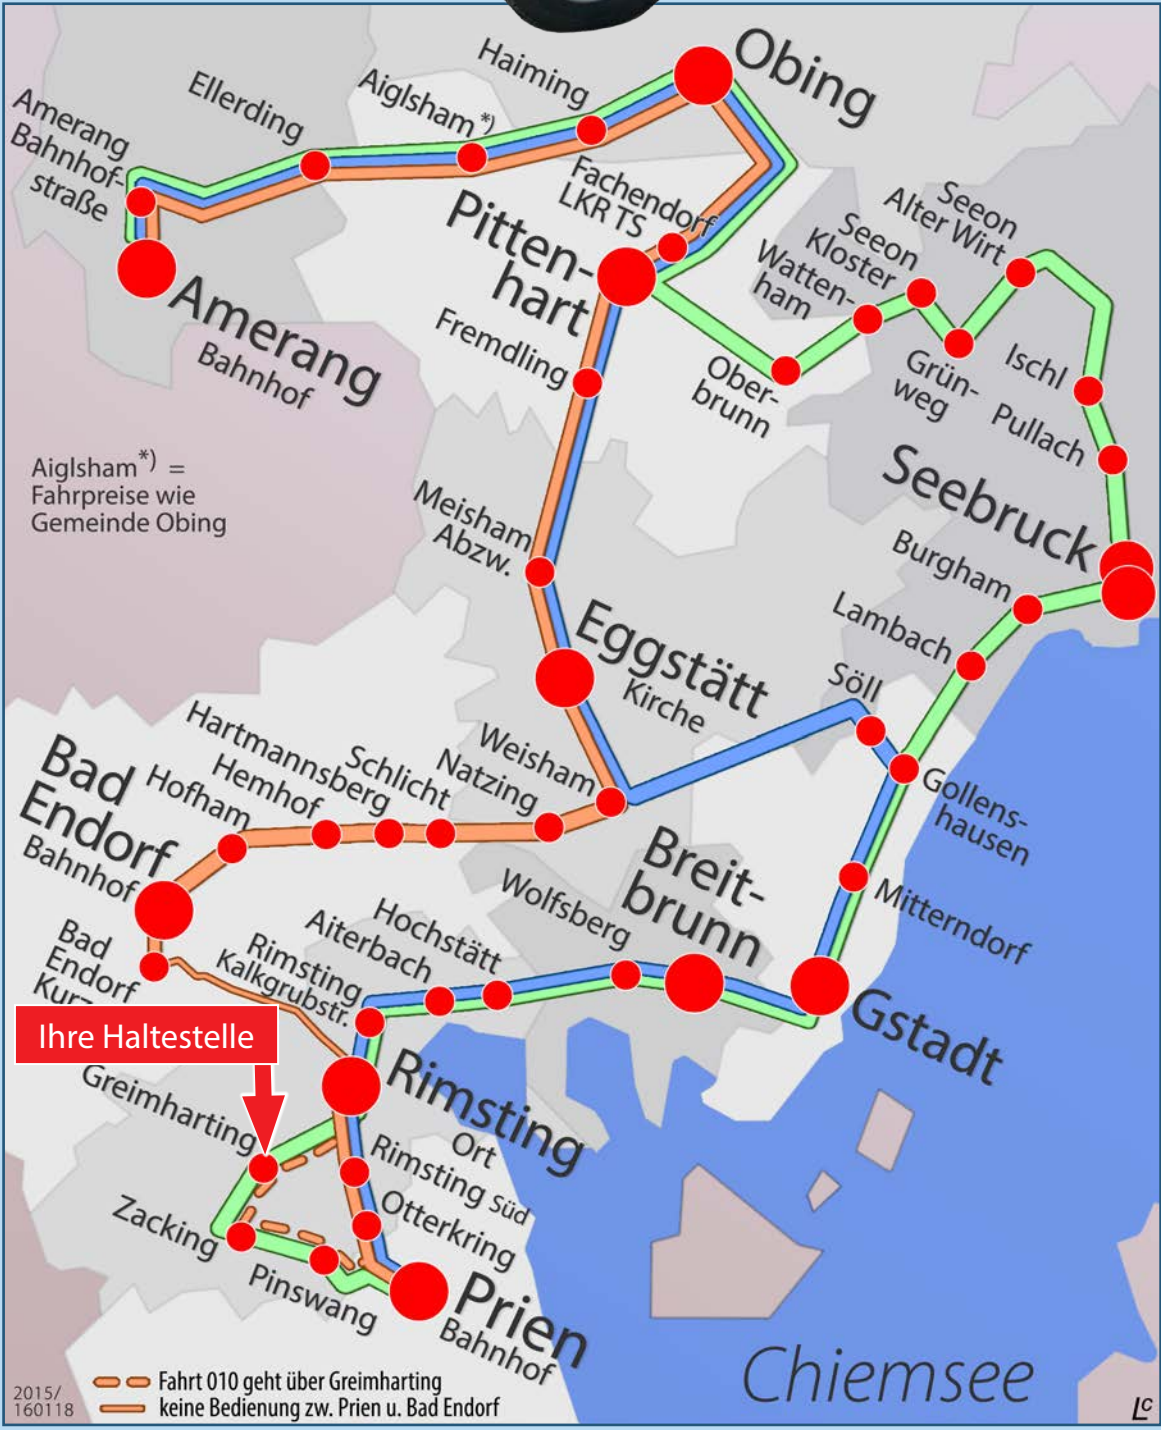 Obing
Haiming
Aiglsham *)
Ellerding
Amerang
Bahnhof-
straße
Fachendorf
LKR TS
Pitten-
hart
Seeon
Alter Wirt
Seeon
Kloster
Watten-
ham
Amerang
Bahnhof
Fremdling
Ober-
brunn
Grün-
weg
Ischl
Pullach
Aiglsham*) =
Fahrpreise wie
Gemeinde Obing
Seebruck
Meisham
Abzw.
Burgham
Lambach
Eggstätt
Kirche
Söll
Hartmannsberg
Schlicht
Natzing
Weisham
Hemhof
Hofham
Bad
Endorf
Bahnhof
Gollens-
hausen
Breit-
brunn
Wolfsberg
Mitterndorf
Hochstätt
Aiterbach
Rimsting
Kalkgrubstr.
Bad
Endorf
Kurz
Gstadt
Ihre Haltestelle
Rimsting
Ort
Greimharting
Rimsting Süd
Otterkring
Zacking
Pinswang
Prien
Bahnhof
Chiemsee
Fahrt 010 geht über Greimharting
keine Bedienung zw. Prien u. Bad Endorf
2015/
160118
LC